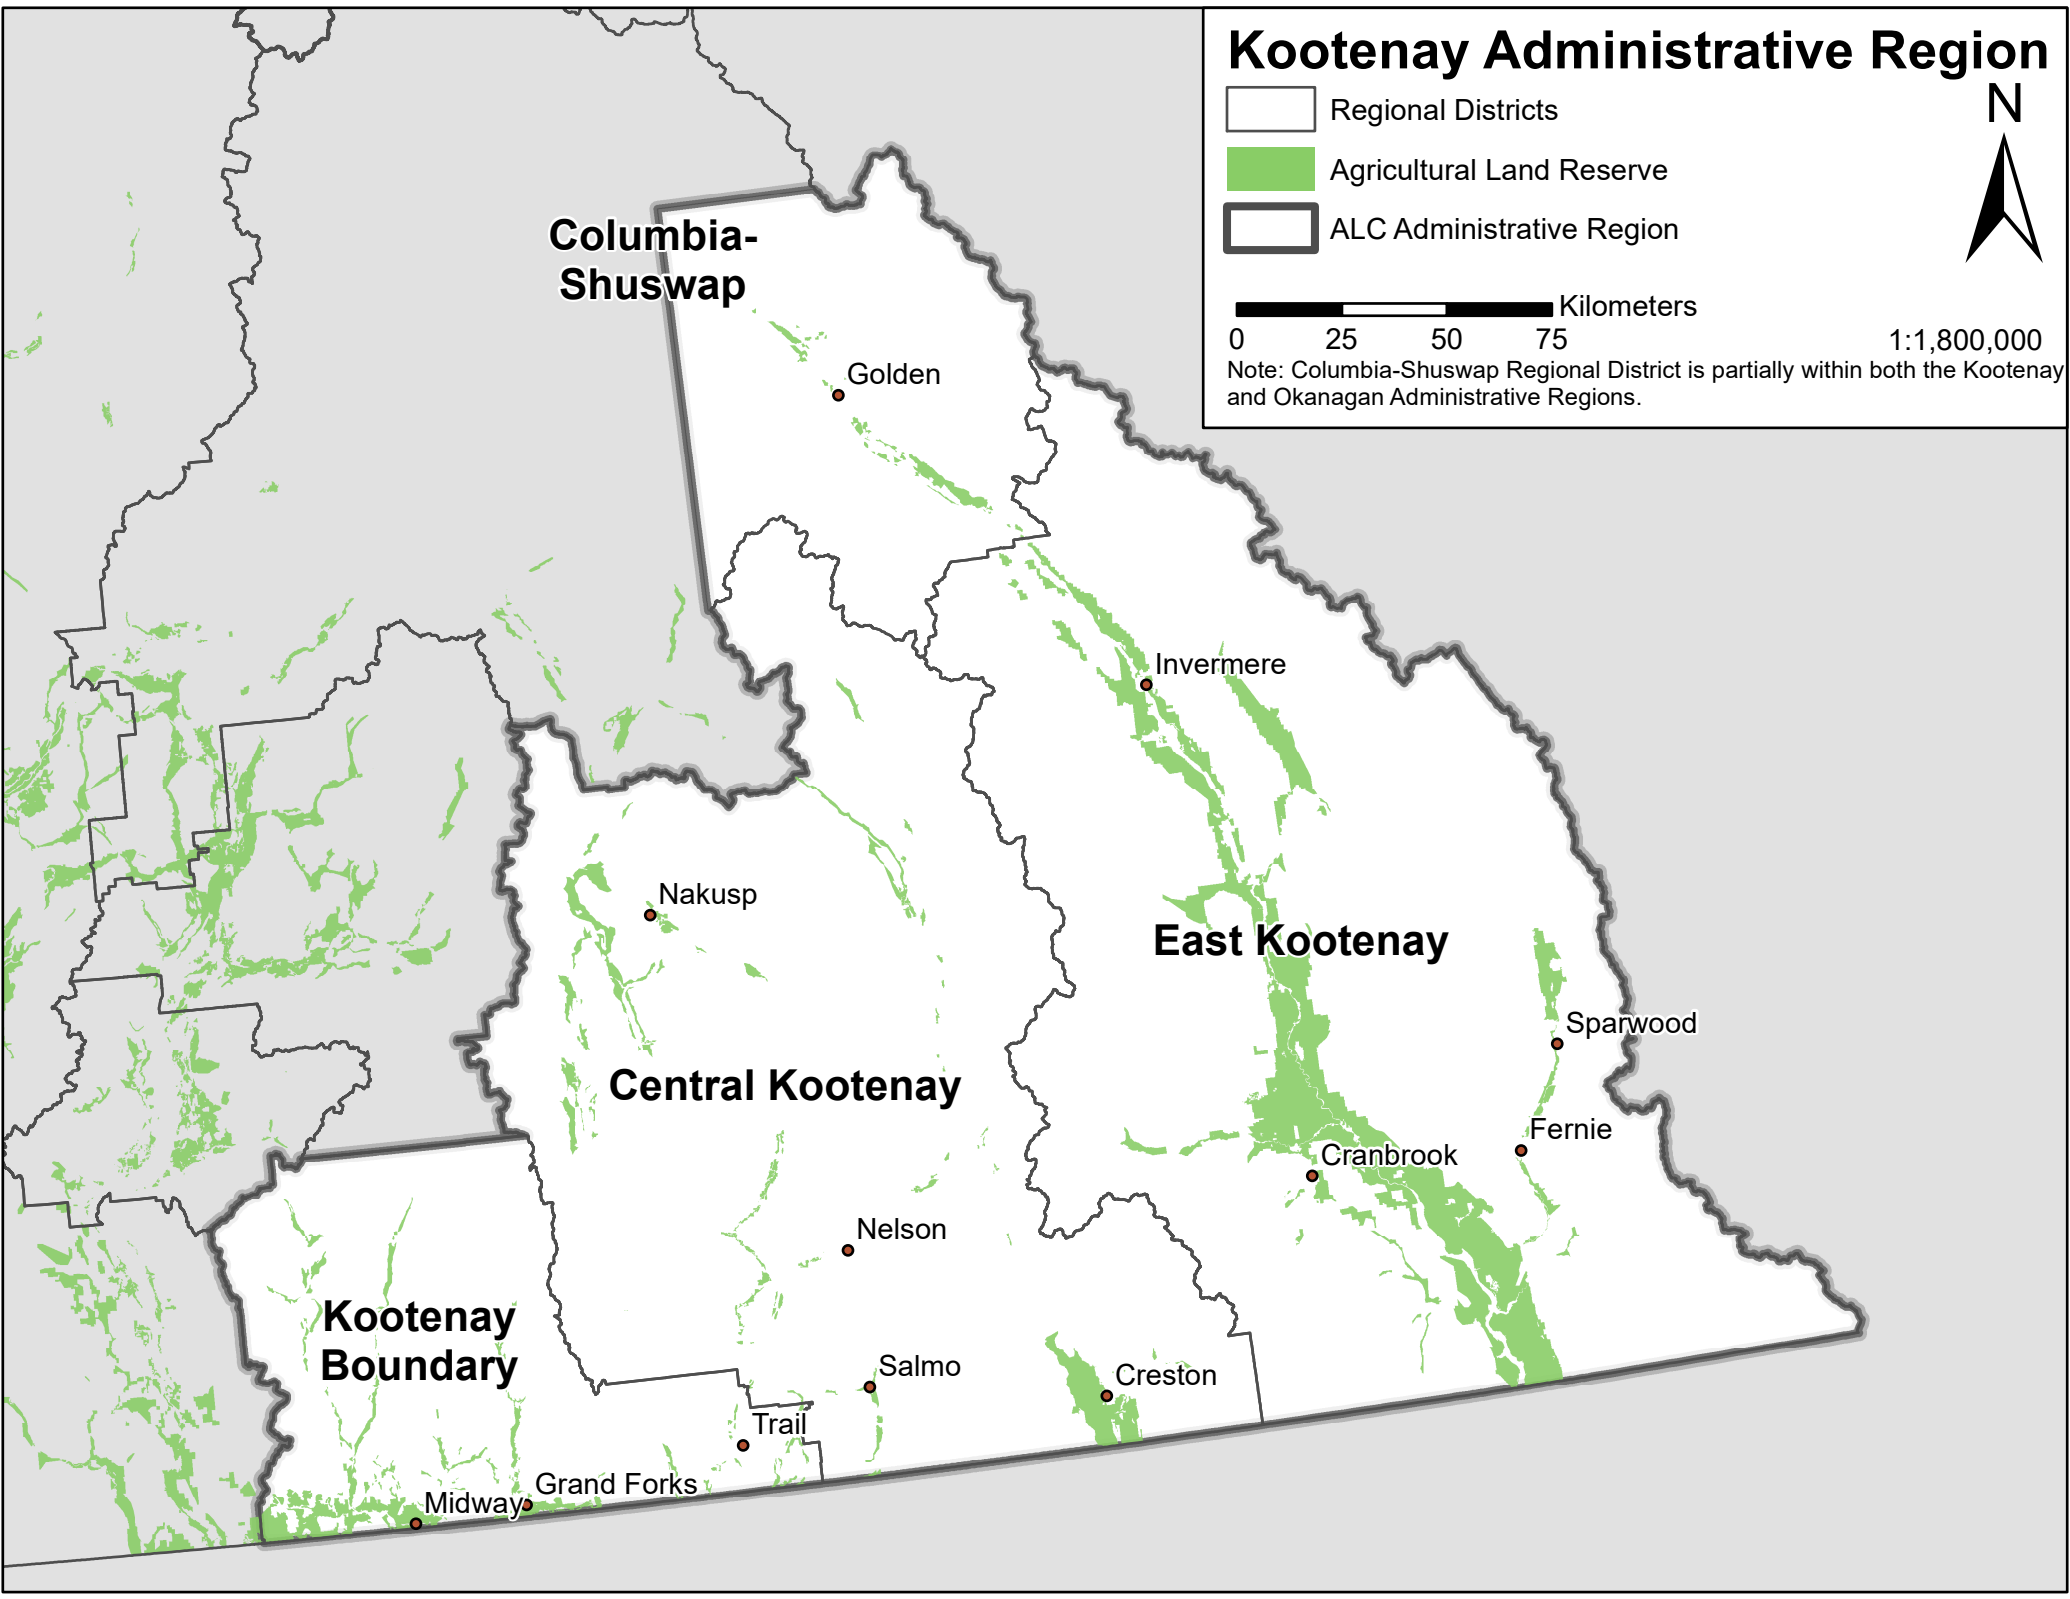 Kootenay Administrative Region
N
Regional Districts
Agricultural Land Reserve
ALC Administrative Region
Kilometers
0 25 50 75
1:1,800,000
Note: Columbia-Shuswap Regional District is partially within both the Kootenay
and Okanagan Administrative Regions.
Columbia-
Shuswap
Golden
Invermere
Nakusp
East Kootenay
Sparwood
Central Kootenay
Fernie
Cranbrook
Nelson
Kootenay
Boundary
Salmo
Creston
Trail
Grand Forks
Midway